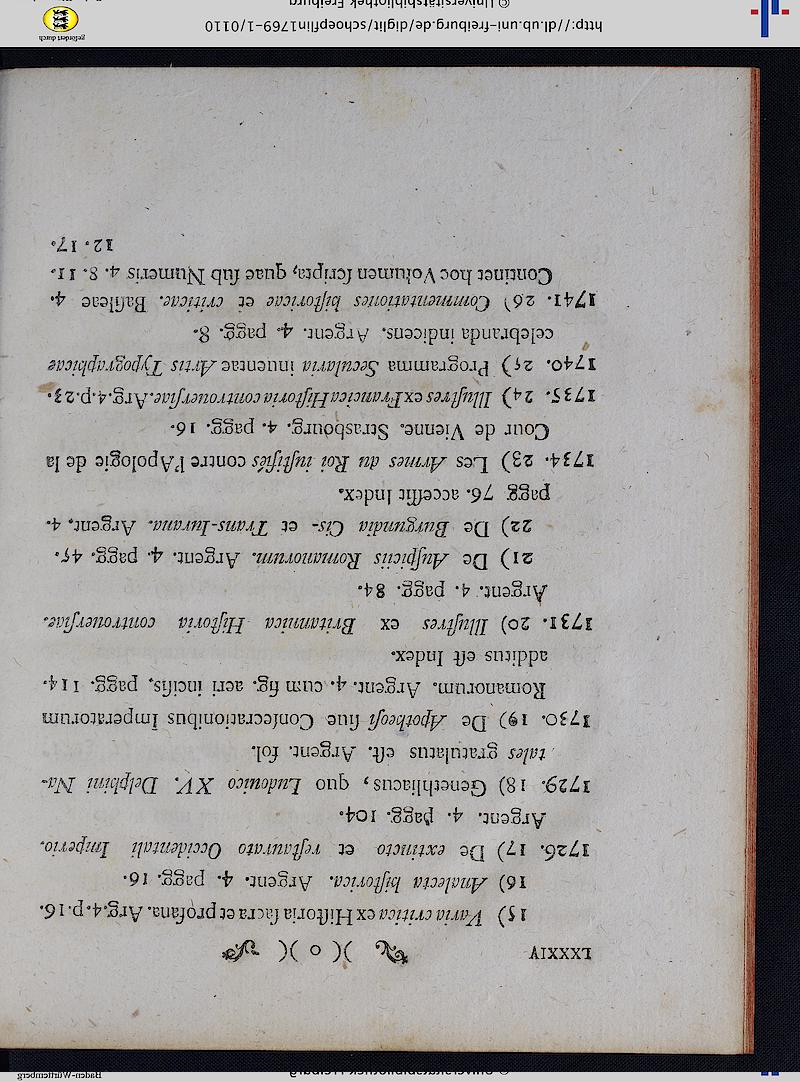 LXXXIV )( o )(
15) Varia critica ex Historia sacra et profana. Arg. 4. p. 16.
16) Analecta historica. Argent. 4. pagg. 16.
1726. 17) De extincto et restaurato Occidentali Imperio.
Argent. 4. pagg. 104.
1729. 18) Genethliacus, quo Ludouico XV. Delphini Na-
tales gratulatus est. Argent. fol.
1730. 19) De Apotheosi siue Consecrationibus Imperatorum
Romanorum. Argent. 4. cum fig. aeri incisis, pagg. 114.
additus est Index.
1731. 20) Illustres ex Britannica Historia controuersiae.
Argent. 4. pagg. 84.
21) De Auspiciis Romanorum. Argent. 4. pagg. 45.
22) De Burgundia Cis- et Trans-Iurana. Argent. 4.
pagg 76. accessit Index.
1734. 23) Les Armes du Roi justifiés contre l'Apologie de la
Cour de Vienne. Strasbourg. 4. pagg. 16.
1735. 24) Illustres ex Francica Historia controuersiae. Arg. 4. p. 23.
1740. 25) Programma Secularia inuentae Artis Typographicae
celebranda indicens. Argent. 4. pagg. 8.
1741. 26) Commentationes historicae et criticae. Basileae 4.
Continet hoc Volumen scripta, quae sub Numeris 4. 8. 11.
12. 17.
http://dl.ub.uni-freiburg.de/diglit/schoepflin1769-1/0110
© Universitätsbibliothek Freiburg
gefördert durch
Baden-Württemberg